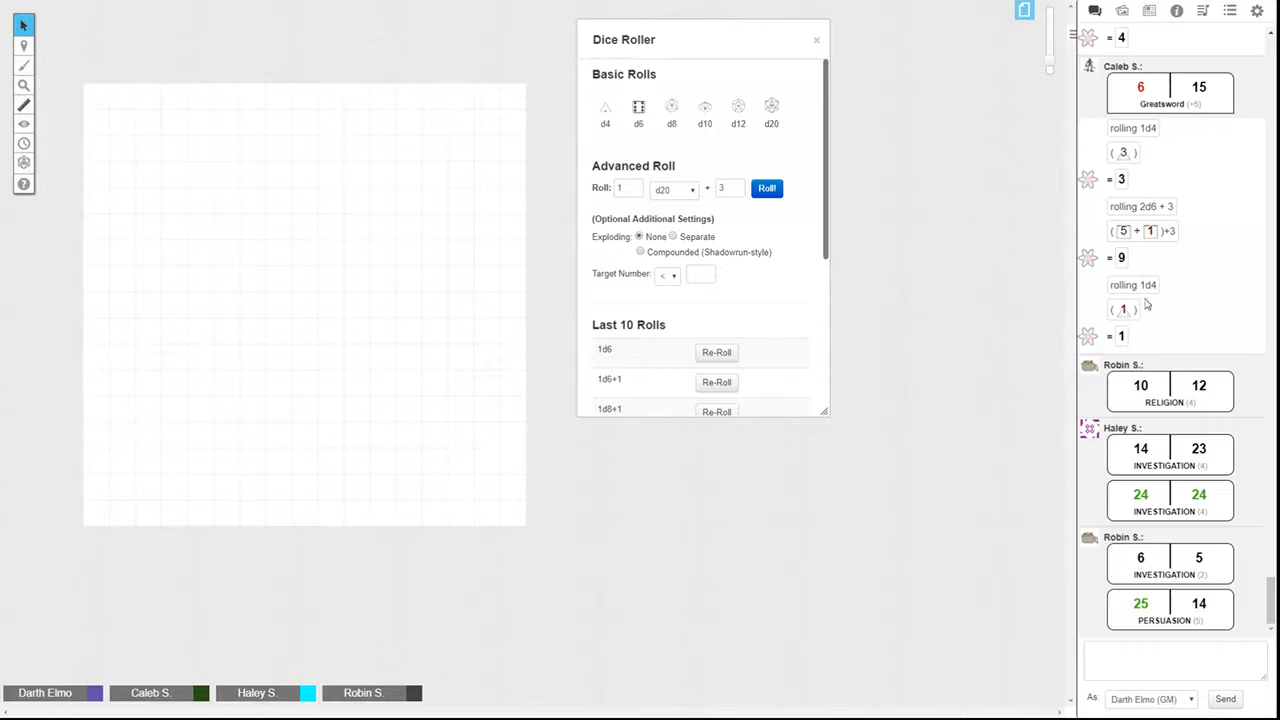 Dice Roller
×
Basic Rolls
d4 d6 d8 d10 d12 d20
Advanced Roll
Roll: 1 d20 + 3 Roll!
(Optional Additional Settings)
Exploding: None Separate
Compounded (Shadowrun-style)
Target Number: <
Last 10 Rolls
1d6 Re-Roll
1d6+1 Re-Roll
1d8+1 Re-Roll
= 4
Caleb S.:
6 15
Greatsword (+5)
rolling 1d4
( 3 )
= 3
rolling 2d6 + 3
( 5 + 1 )+3
= 9
rolling 1d4
( 1 )
= 1
Robin S.:
10 12
RELIGION (4)
Haley S.:
14 23
INVESTIGATION (4)
24 24
INVESTIGATION (4)
Robin S.:
6 5
INVESTIGATION (2)
25 14
PERSUASION (5)
As: Darth Elmo (GM) Send
Darth Elmo Caleb S. Haley S. Robin S.